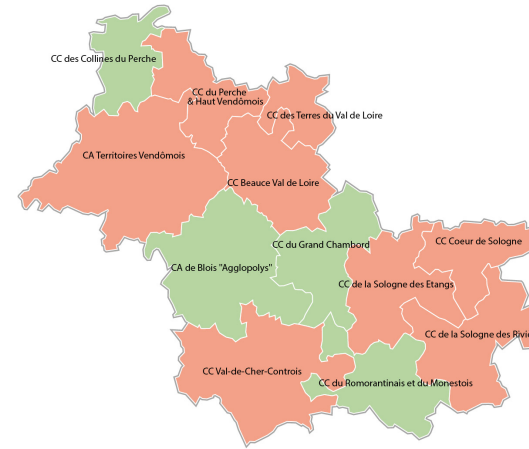 CC des Collines du Perche
CC du Perche
& Haut Vendômois
CC des Terres du Val de Loire
CA Territoires Vendômois
CC Beauce Val de Loire
CC du Grand Chambord
CC Coeur de Sologne
CA de Blois "Agglopolys"
CC de la Sologne des Etangs
CC de la Sologne des Riviè
CC Val-de-Cher-Controis
CC du Romorantinais et du Monestois